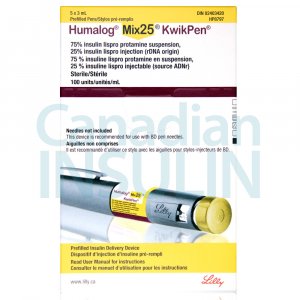 5 x 3 mL
Prefilled Pens/Stylos pré-remplis
DIN 02403420
HP8797
Humalog® Mix25® KwikPen®
75% insulin lispro protamine suspension,
25% insulin lispro injection (rDNA origin)
75 % insuline lispro protamine en suspension,
25 % insuline lispro injectable (source ADNr)
Sterile/Stérile
100 units/unités/mL
Canadian
INSULIN
Needles not included
This device is recommended for use with BD pen needles.
Aiguilles non comprises
Il est recommandé d'utiliser ce stylo avec les aiguilles pour stylos-injecteurs de BD.
Humalog®
Mix25®
KwikPen®
Lilly
Prefilled Insulin Delivery Device
Dispositif d'injection d'insuline pré-rempli
Read User Manual for instructions
Consulter le manuel d'utilisation pour les instructions
www.lilly.ca
Lilly